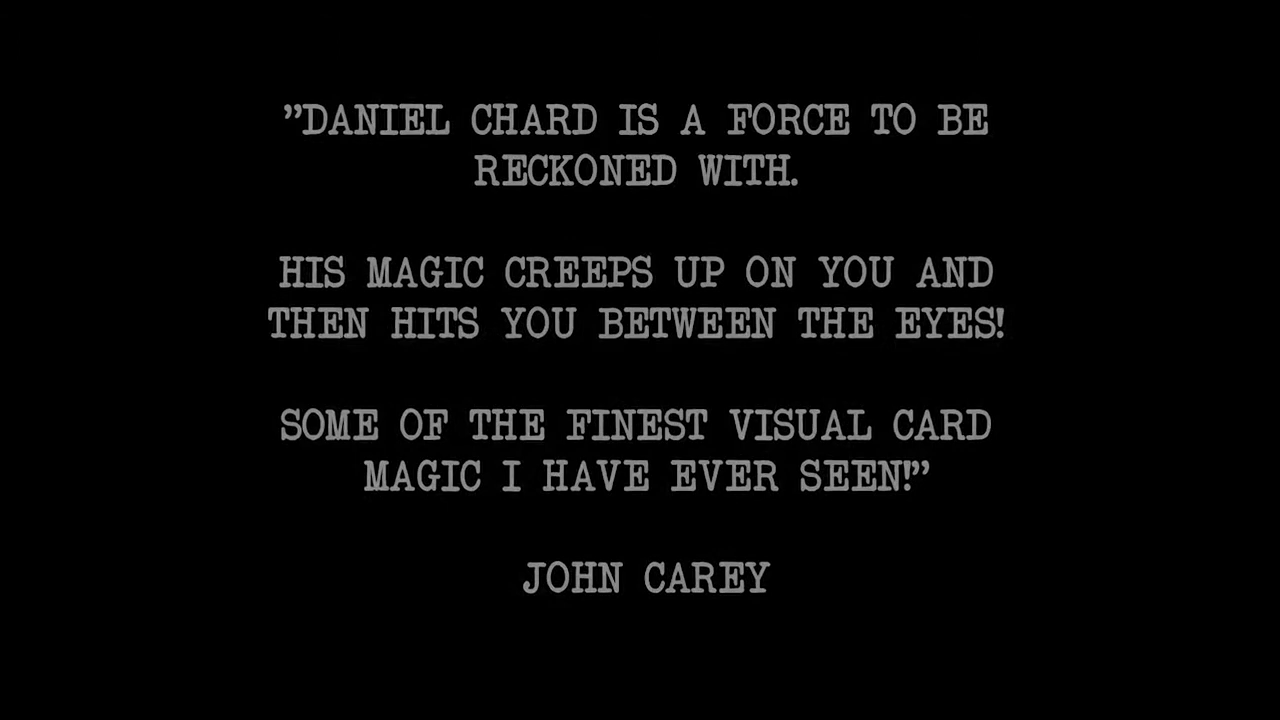 ”DANIEL CHARD IS A FORCE TO BE
RECKONED WITH.
HIS MAGIC CREEPS UP ON YOU AND
THEN HITS YOU BETWEEN THE EYES!
SOME OF THE FINEST VISUAL CARD
MAGIC I HAVE EVER SEEN!”
JOHN CAREY